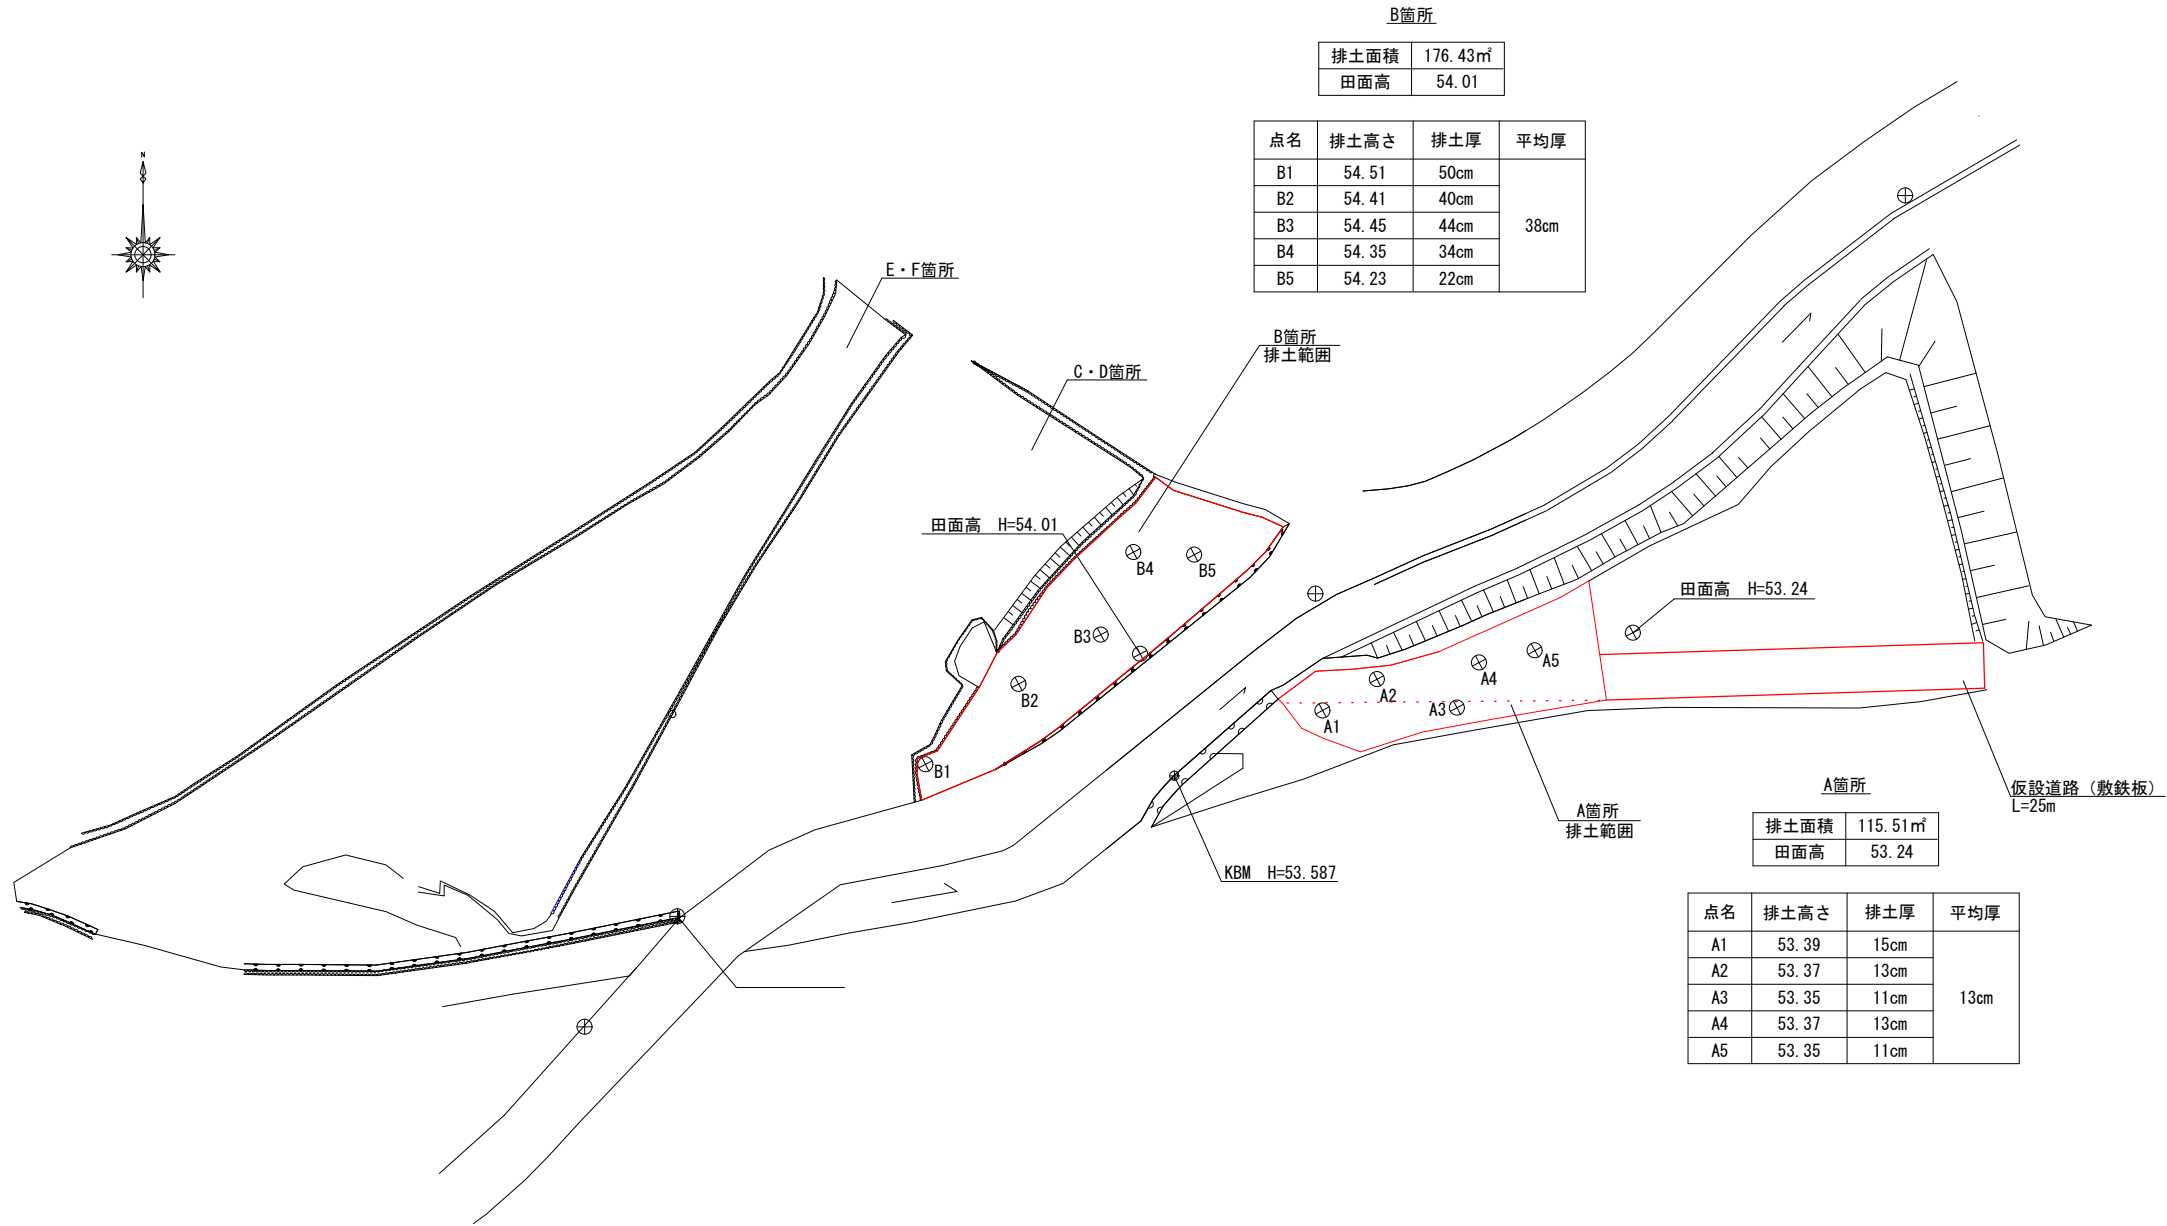 B箇所
排土面積 176.43㎡
田面高 54.01
点名 排土高さ 排土厚 平均厚
B1 54.51 50cm
B2 54.41 40cm
B3 54.45 44cm 38cm
B4 54.35 34cm
B5 54.23 22cm
N
E・F箇所
C・D箇所
B箇所
排土範囲
田面高 H=54.01
B4
B5
B3
B2
B1
田面高 H=53.24
A5
A4
A2
A3
A1
A箇所
排土範囲
KBM H=53.587
仮設道路（敷鉄板）
L=25m
A箇所
排土面積 115.51㎡
田面高 53.24
点名 排土高さ 排土厚 平均厚
A1 53.39 15cm
A2 53.37 13cm
A3 53.35 11cm 13cm
A4 53.37 13cm
A5 53.35 11cm